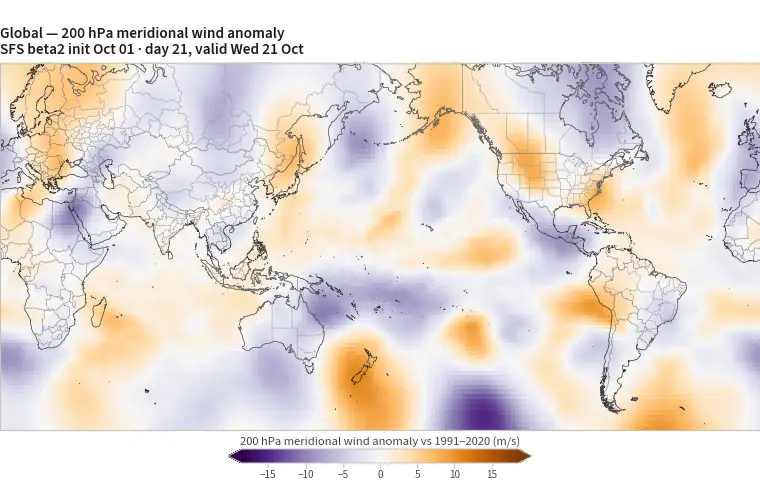 Global — 200 hPa meridional wind anomaly
SFS beta2 init Oct 01 · day 21, valid Wed 21 Oct
200 hPa meridional wind anomaly vs 1991–2020 (m/s)
−15 −10 −5 0 5 10 15